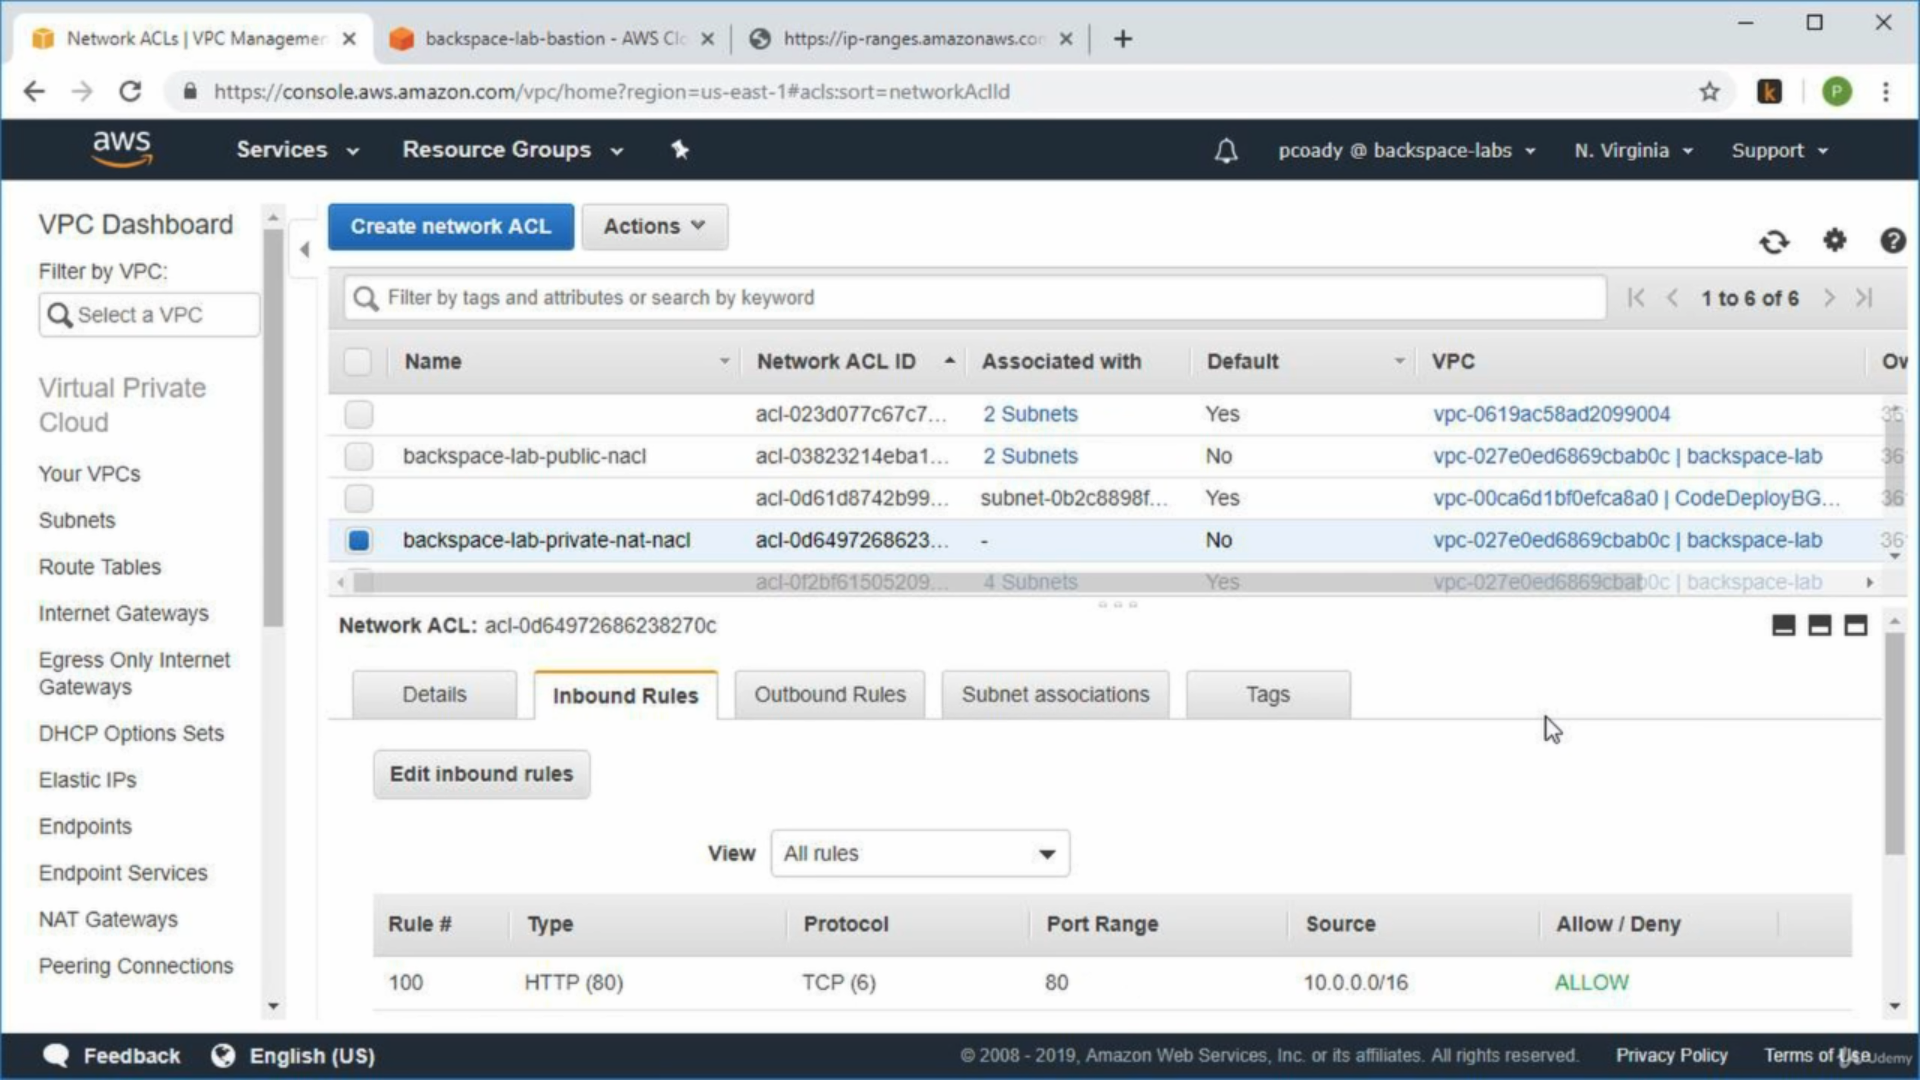 Network ACLs | VPC Managemen
backspace-lab-bastion - AWS Clo
https://ip-ranges.amazonaws.com
https://console.aws.amazon.com/vpc/home?region=us-east-1#acls:sort=networkAclId
k
P
aws
Services
Resource Groups
pcoady @ backspace-labs
N. Virginia
Support
VPC Dashboard
Filter by VPC:
Select a VPC
Virtual Private
Cloud
Your VPCs
Subnets
Route Tables
Internet Gateways
Egress Only Internet
Gateways
DHCP Options Sets
Elastic IPs
Endpoints
Endpoint Services
NAT Gateways
Peering Connections
Create network ACL
Actions
Filter by tags and attributes or search by keyword
1 to 6 of 6
Name Network ACL ID Associated with Default VPC Ow
acl-023d077c67c7... 2 Subnets Yes vpc-0619ac58ad2099004 36
backspace-lab-public-nacl acl-03823214eba1... 2 Subnets No vpc-027e0ed6869cbab0c | backspace-lab 36
acl-0d61d8742b99... subnet-0b2c8898f... Yes vpc-00ca6d1bf0efca8a0 | CodeDeployBG... 36
backspace-lab-private-nat-nacl acl-0d6497268623... - No vpc-027e0ed6869cbab0c | backspace-lab 36
acl-0f2bf61505209... 4 Subnets Yes vpc-027e0ed6869cbab0c | backspace-lab
Network ACL: acl-0d64972686238270c
Details
Inbound Rules
Outbound Rules
Subnet associations
Tags
Edit inbound rules
View All rules
Rule # Type Protocol Port Range Source Allow / Deny
100 HTTP (80) TCP (6) 80 10.0.0.0/16 ALLOW
Feedback
English (US)
© 2008 - 2019, Amazon Web Services, Inc. or its affiliates. All rights reserved.
Privacy Policy
Terms of Use
Udemy